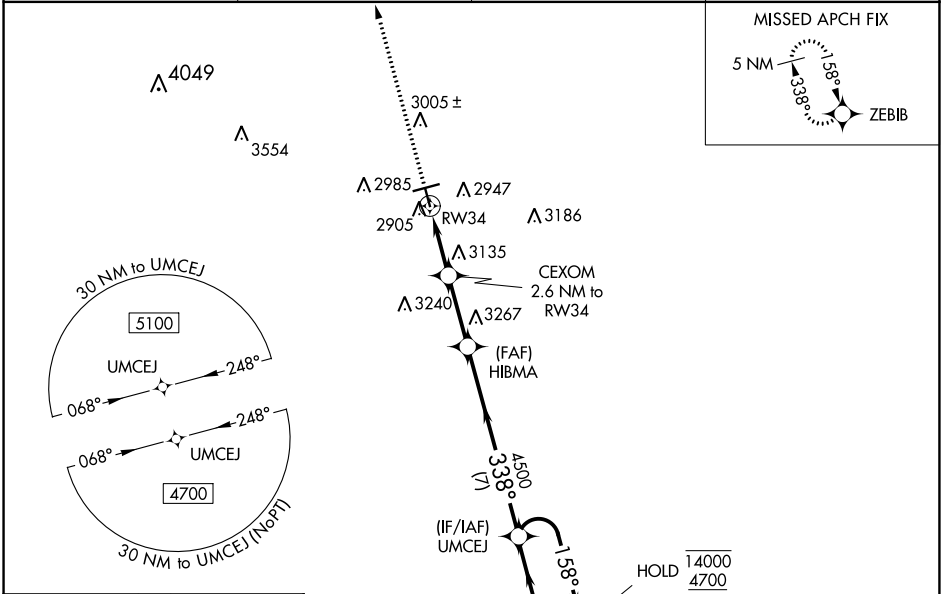 MISSED APCH FIX
5 NM
158°
338°
ZEBIB
4049
3554
3005 ±
2985
2947
2905
RW34
3186
3135
CEXOM
2.6 NM to
RW34
3240
3267
(FAF)
HIBMA
30 NM to UMCEJ
5100
UMCEJ
248°
068°
248°
068°
UMCEJ
4700
30 NM to UMCEJ (NoPT)
4500
338°
(7)
(IF/IAF)
UMCEJ
158°
HOLD
14000
4700